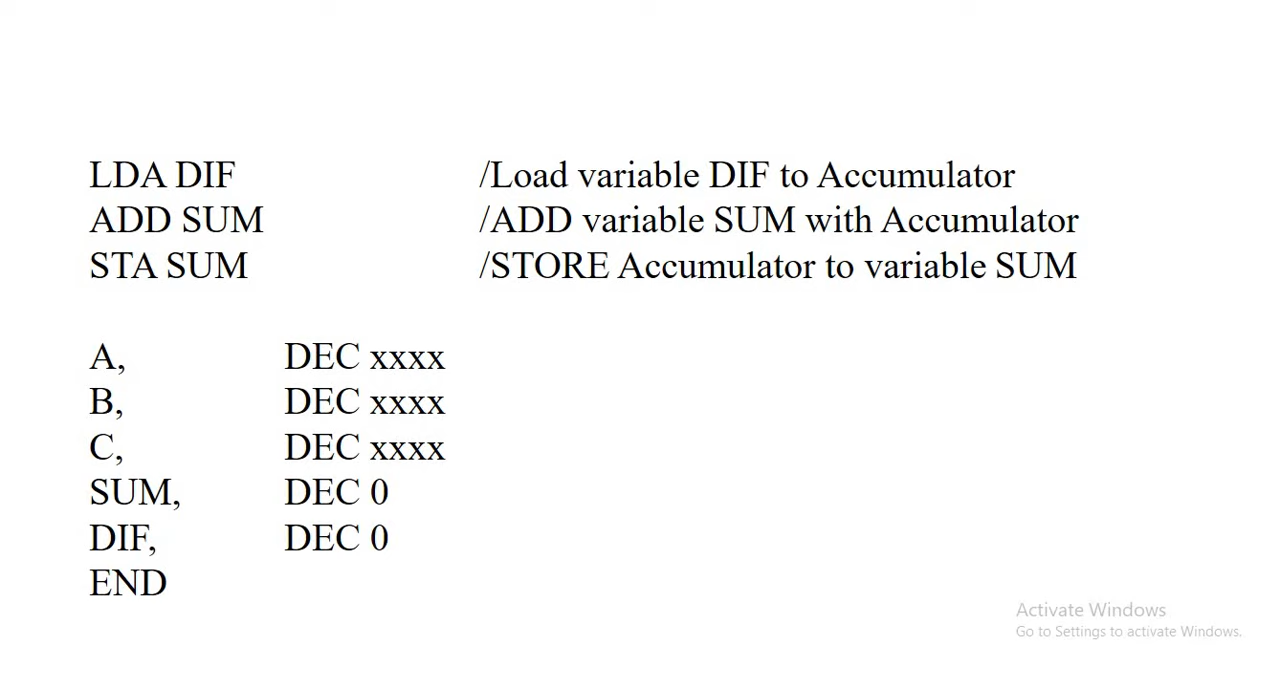 LDA DIF /Load variable DIF to Accumulator
ADD SUM /ADD variable SUM with Accumulator
STA SUM /STORE Accumulator to variable SUM
A, DEC xxxx
B, DEC xxxx
C, DEC xxxx
SUM, DEC 0
DIF, DEC 0
END
Activate Windows
Go to Settings to activate Windows.